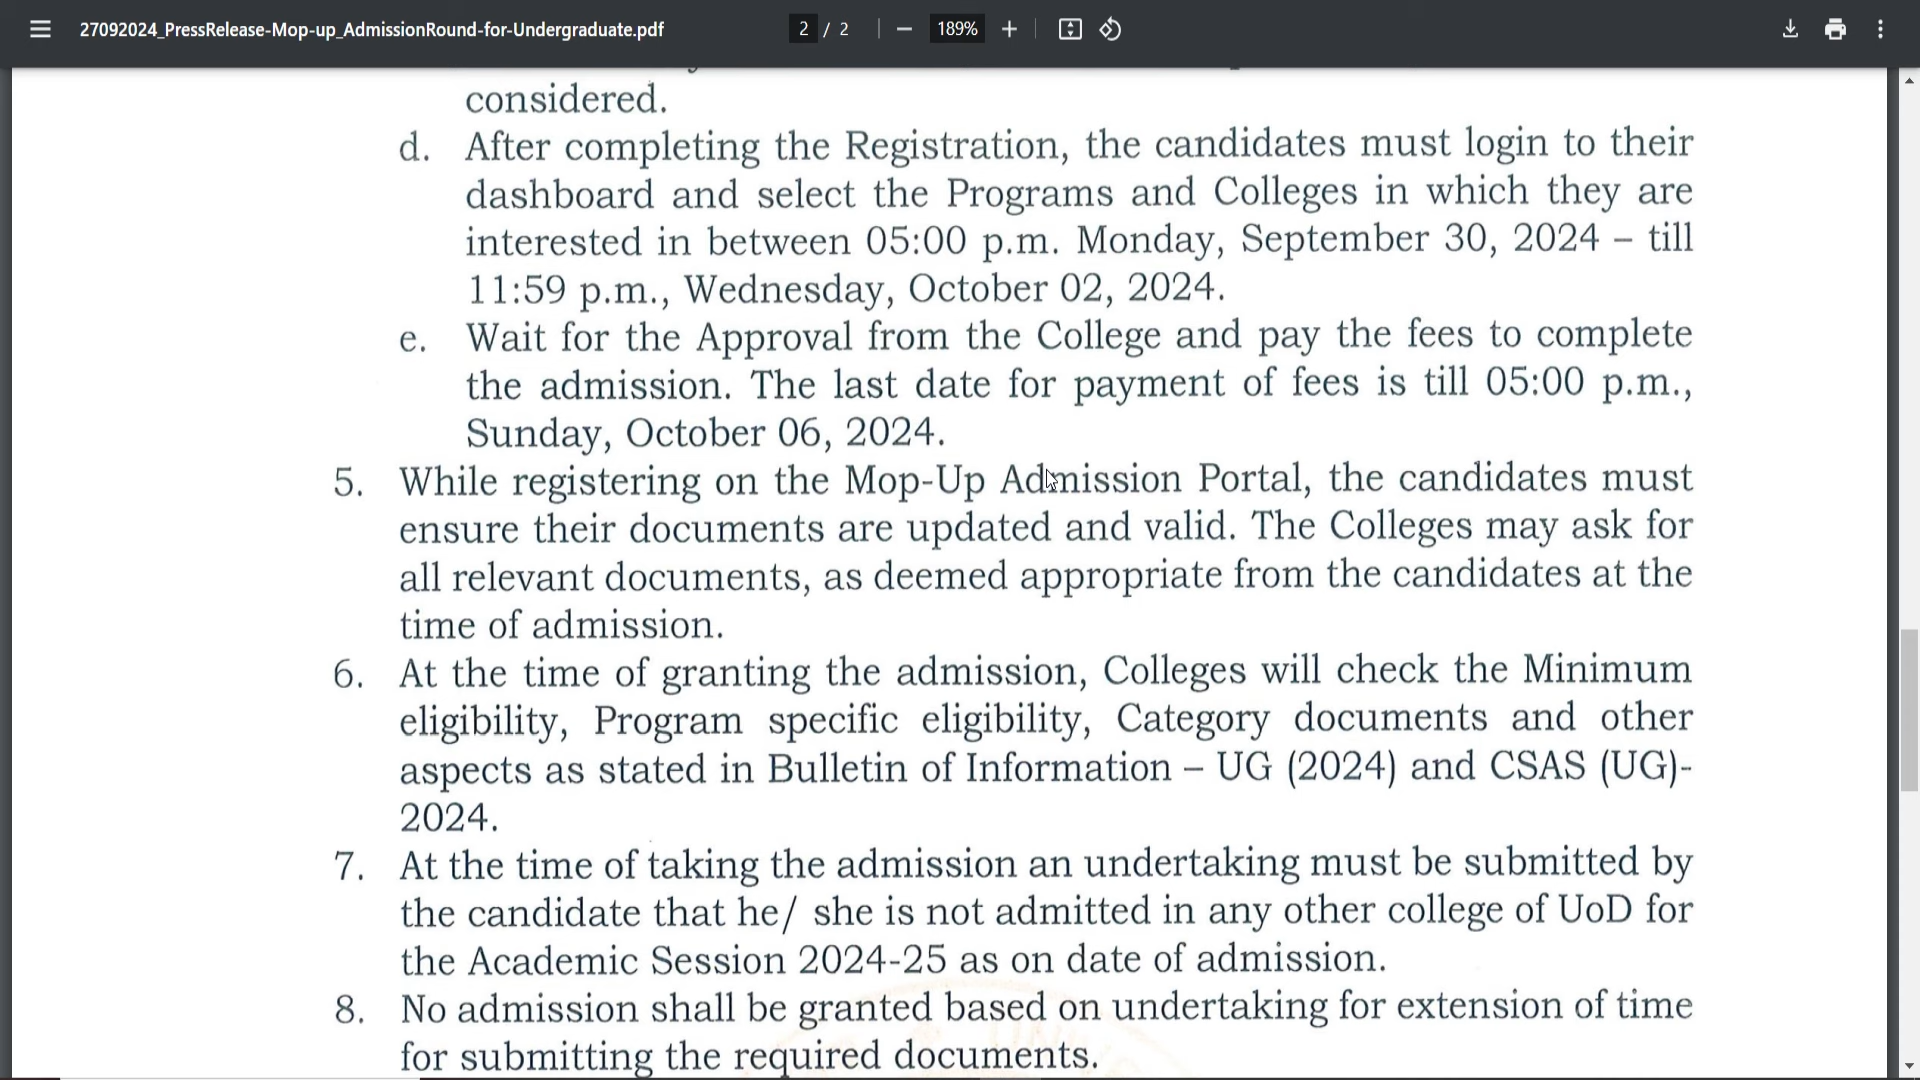 27092024_PressRelease-Mop-up_AdmissionRound-for-Undergraduate.pdf
2 / 2
189%
considered.
d. After completing the Registration, the candidates must login to their
dashboard and select the Programs and Colleges in which they are
interested in between 05:00 p.m. Monday, September 30, 2024 – till
11:59 p.m., Wednesday, October 02, 2024.
e. Wait for the Approval from the College and pay the fees to complete
the admission. The last date for payment of fees is till 05:00 p.m.,
Sunday, October 06, 2024.
5. While registering on the Mop-Up Admission Portal, the candidates must
ensure their documents are updated and valid. The Colleges may ask for
all relevant documents, as deemed appropriate from the candidates at the
time of admission.
6. At the time of granting the admission, Colleges will check the Minimum
eligibility, Program specific eligibility, Category documents and other
aspects as stated in Bulletin of Information – UG (2024) and CSAS (UG)-
2024.
7. At the time of taking the admission an undertaking must be submitted by
the candidate that he/ she is not admitted in any other college of UoD for
the Academic Session 2024-25 as on date of admission.
8. No admission shall be granted based on undertaking for extension of time
for submitting the required documents.